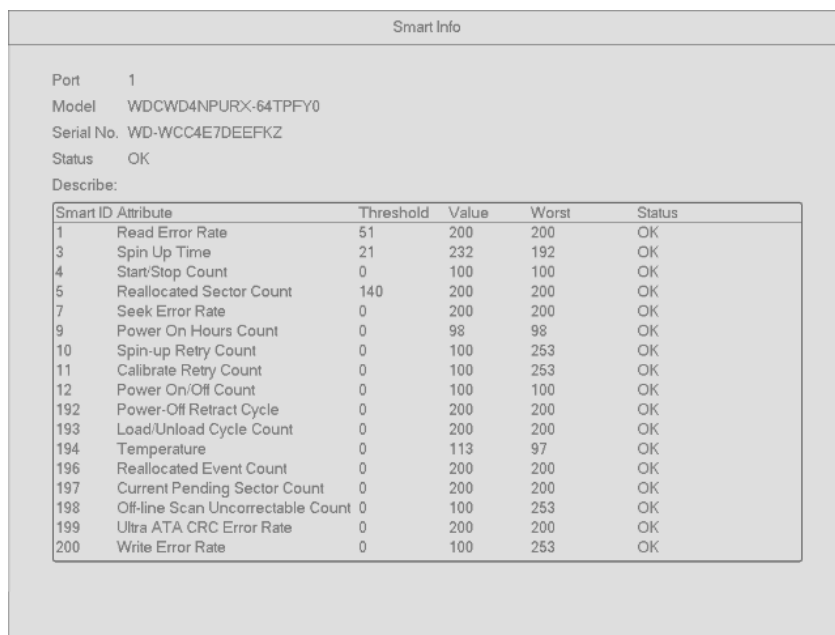 Smart Info
Port 1
Model WDCWD4NPURX-64TPFY0
Serial No. WD-WCC4E7DEEFKZ
Status OK
Describe:
Smart ID Attribute Threshold Value Worst Status
1 Read Error Rate 51 200 200 OK
3 Spin Up Time 21 232 192 OK
4 Start/Stop Count 0 100 100 OK
5 Reallocated Sector Count 140 200 200 OK
7 Seek Error Rate 0 200 200 OK
9 Power On Hours Count 0 98 98 OK
10 Spin-up Retry Count 0 100 253 OK
11 Calibrate Retry Count 0 100 253 OK
12 Power On/Off Count 0 100 100 OK
192 Power-Off Retract Cycle 0 200 200 OK
193 Load/Unload Cycle Count 0 200 200 OK
194 Temperature 0 113 97 OK
196 Reallocated Event Count 0 200 200 OK
197 Current Pending Sector Count 0 200 200 OK
198 Off-line Scan Uncorrectable Count 0 100 253 OK
199 Ultra ATA CRC Error Rate 0 200 200 OK
200 Write Error Rate 0 100 253 OK